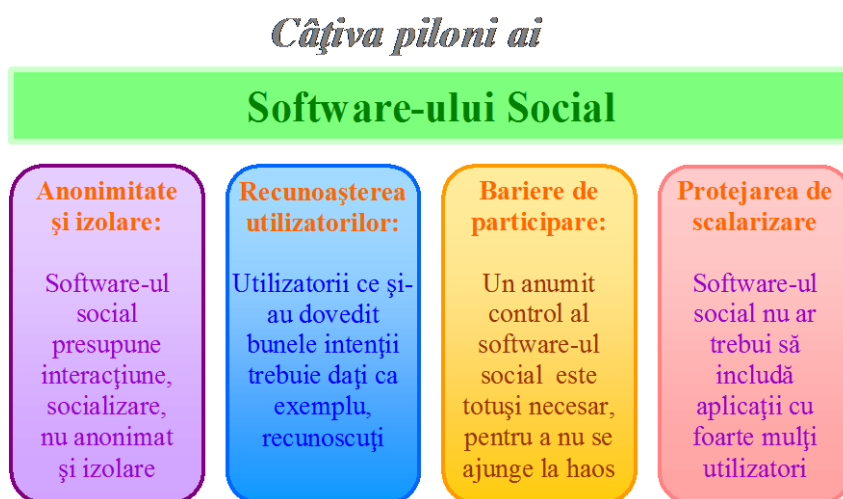 Câţiva piloni ai
Software-ului Social
Anonimitate
şi izolare:
Software-ul
social
presupune
interacţiune,
socializare,
nu anonimat
şi izolare
Recunoaşterea
utilizatorilor:
Utilizatorii ce şi-
au dovedit
bunele intenţii
trebuie daţi ca
exemplu,
recunoscuţi
Bariere de
participare:
Un anumit
control al
software-ul
social este
totuşi necesar,
pentru a nu se
ajunge la haos
Protejarea de
scalarizare
Software-ul
social nu ar
trebui să
includă
aplicaţii cu
foarte mulţi
utilizatori